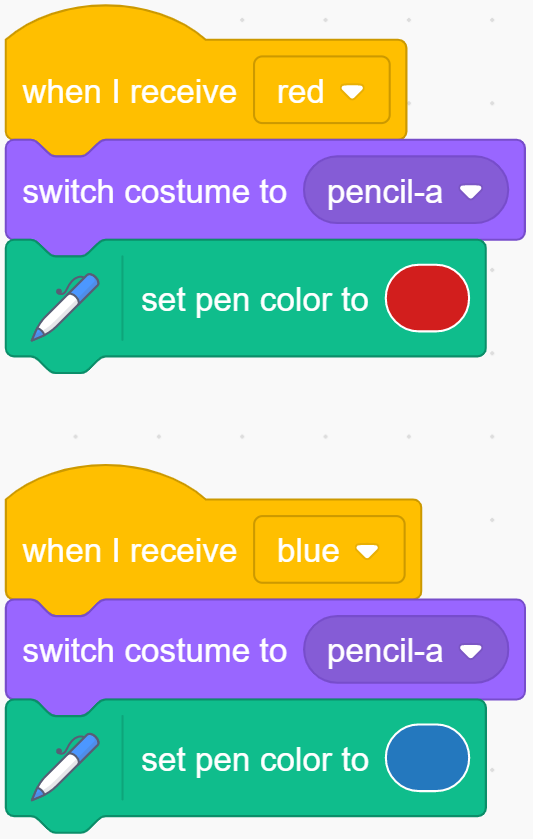 when I receive red
switch costume to pencil-a
set pen color to
when I receive blue
switch costume to pencil-a
set pen color to